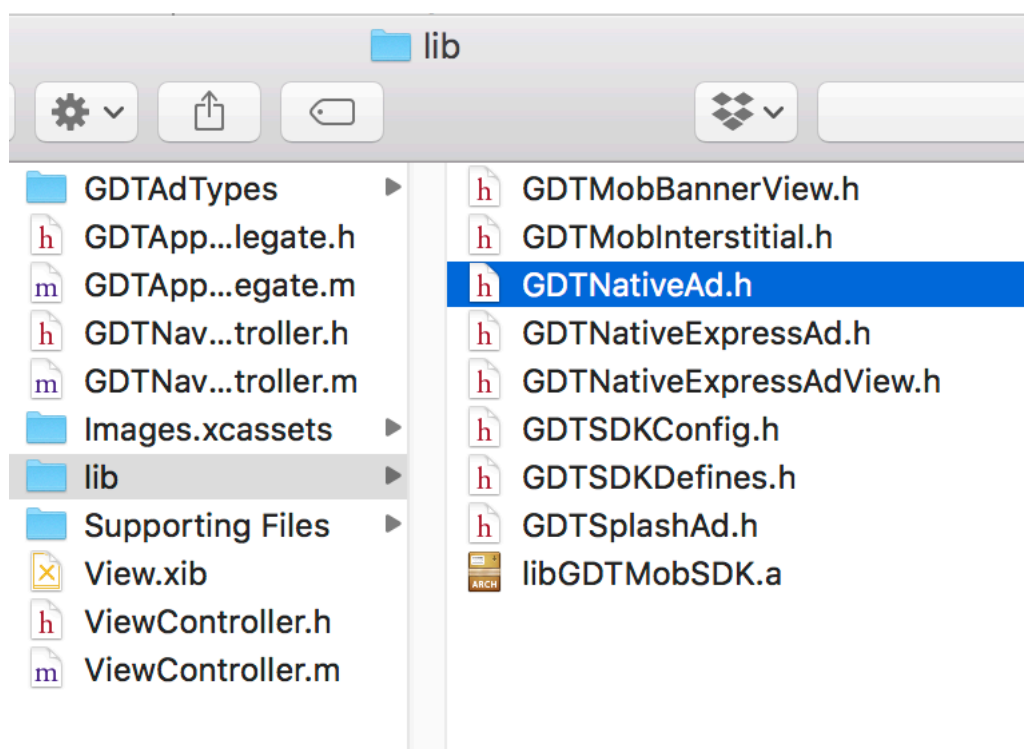 lib
GDTAdTypes
h GDTApp...legate.h
m GDTApp...egate.m
h GDTNav...troller.h
m GDTNav...troller.m
Images.xcassets
lib
Supporting Files
View.xib
h ViewController.h
m ViewController.m
h GDTMobBannerView.h
h GDTMobInterstitial.h
h GDTNativeAd.h
h GDTNativeExpressAd.h
h GDTNativeExpressAdView.h
h GDTSDKConfig.h
h GDTSDKDefines.h
h GDTSplashAd.h
ARCH libGDTMobSDK.a